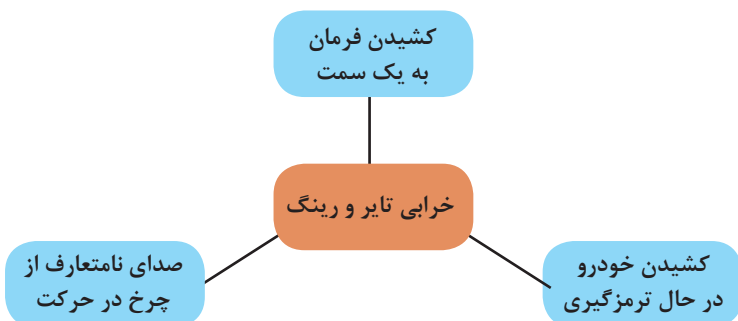 کشیدن فرمان
به یک سمت
خرابی تایر و رینگ
کشیدن خودرو
در حال ترمزگیری
صدای نامتعارف از
چرخ در حرکت